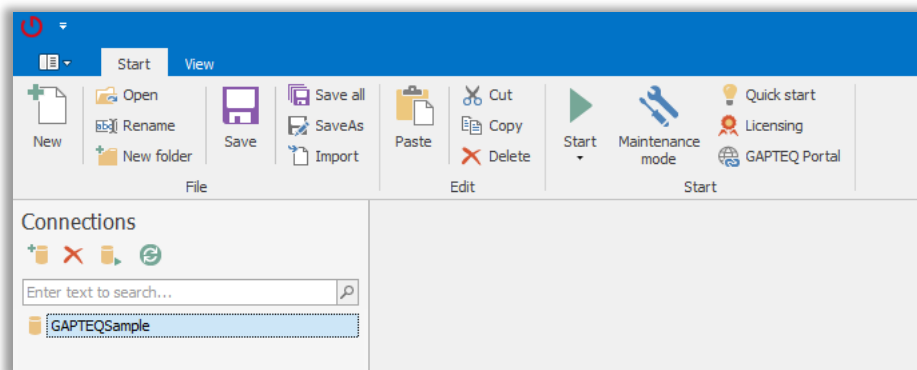 Start View
New
Open
Rename
New folder
Save
Save all
SaveAs
Import
File
Paste
Cut
Copy
Delete
Edit
Start
Maintenance
mode
Quick start
Licensing
GAPTEQ Portal
Start
Connections
Enter text to search...
GAPTEQSample